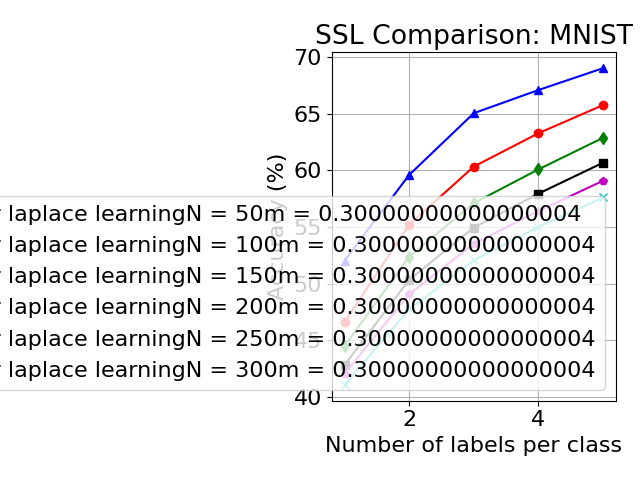 SSL Comparison: MNIST
70
65
60
55
50
45
40
Accuracy (%)
laplace learningN = 50m = 0.30000000000000004
laplace learningN = 100m = 0.30000000000000004
laplace learningN = 150m = 0.30000000000000004
laplace learningN = 200m = 0.30000000000000004
laplace learningN = 250m = 0.30000000000000004
laplace learningN = 300m = 0.30000000000000004
2 4
Number of labels per class